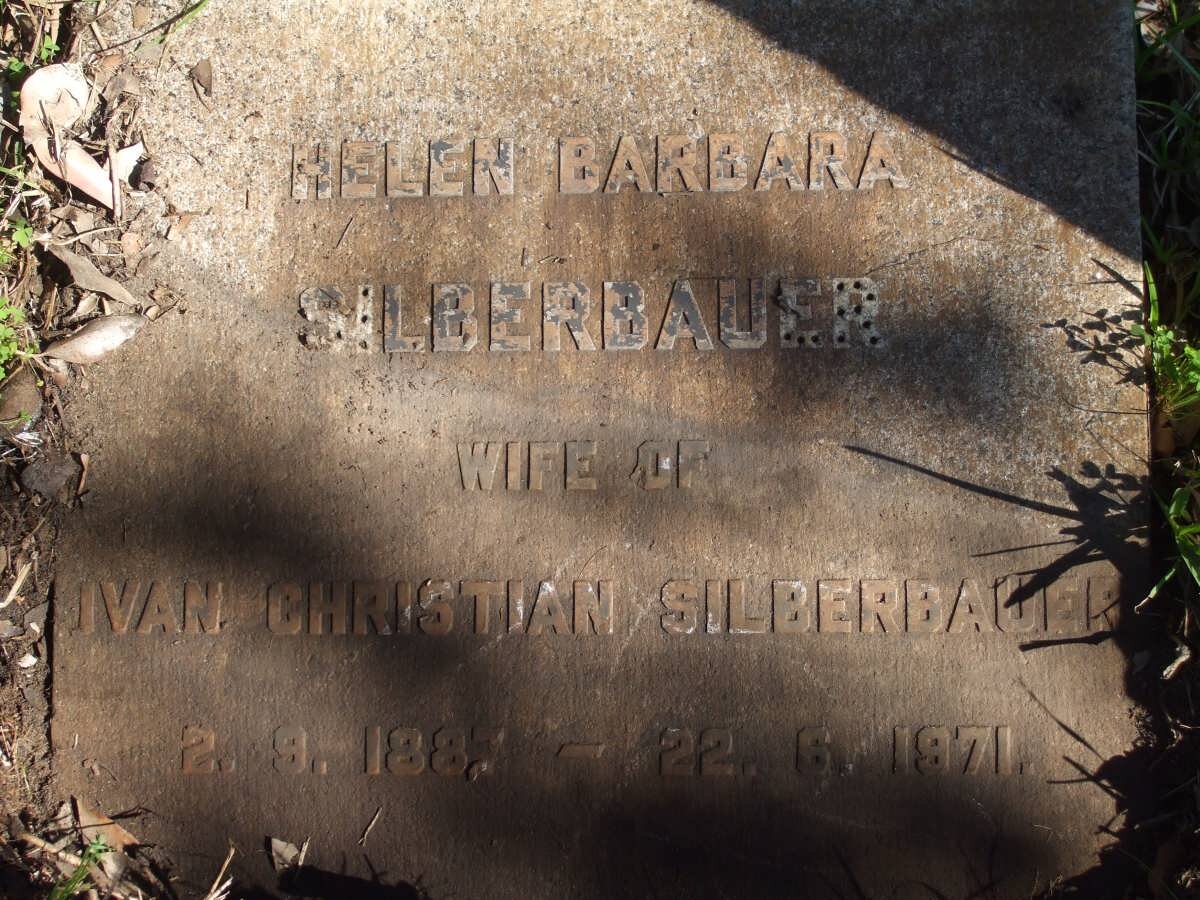 HELEN BARBARA
SILBERBAUER
WIFE OF
IVAN CHRISTIAN SILBERBAUER
2. 9. 1887 — 22. 6. 1971.